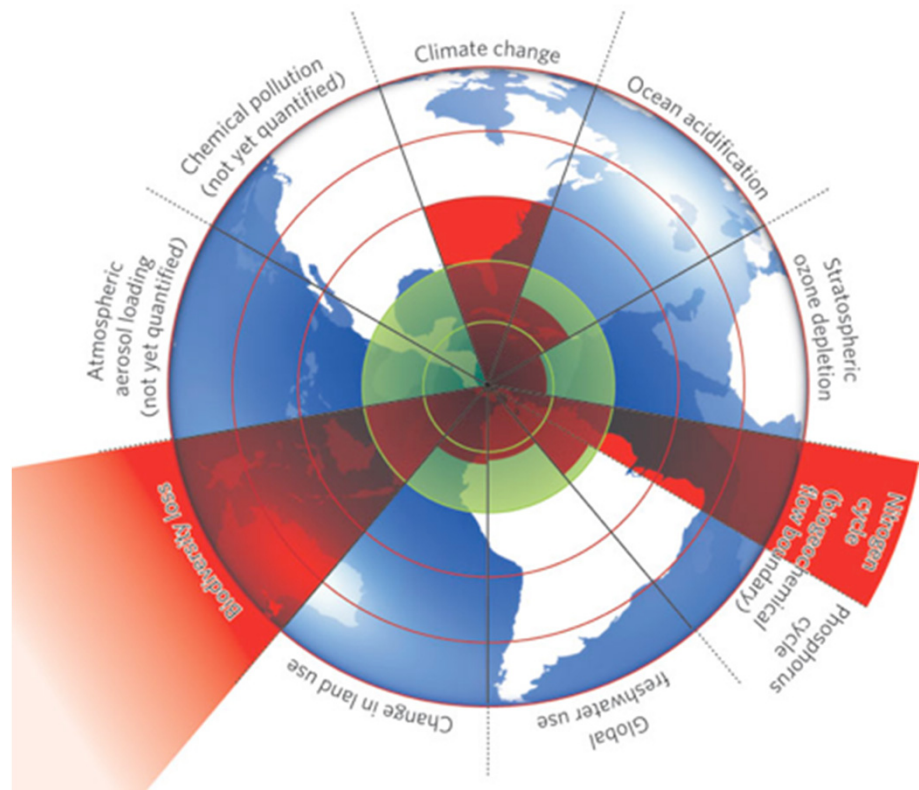 Climate change
Ocean acidification
Stratospheric
ozone depletion
Nitrogen
cycle
(biogeochemical
flow boundary)
Phosphorus
cycle
Global
freshwater use
Change in land use
Biodiversity loss
Atmospheric
aerosol loading
(not yet quantified)
Chemical pollution
(not yet quantified)